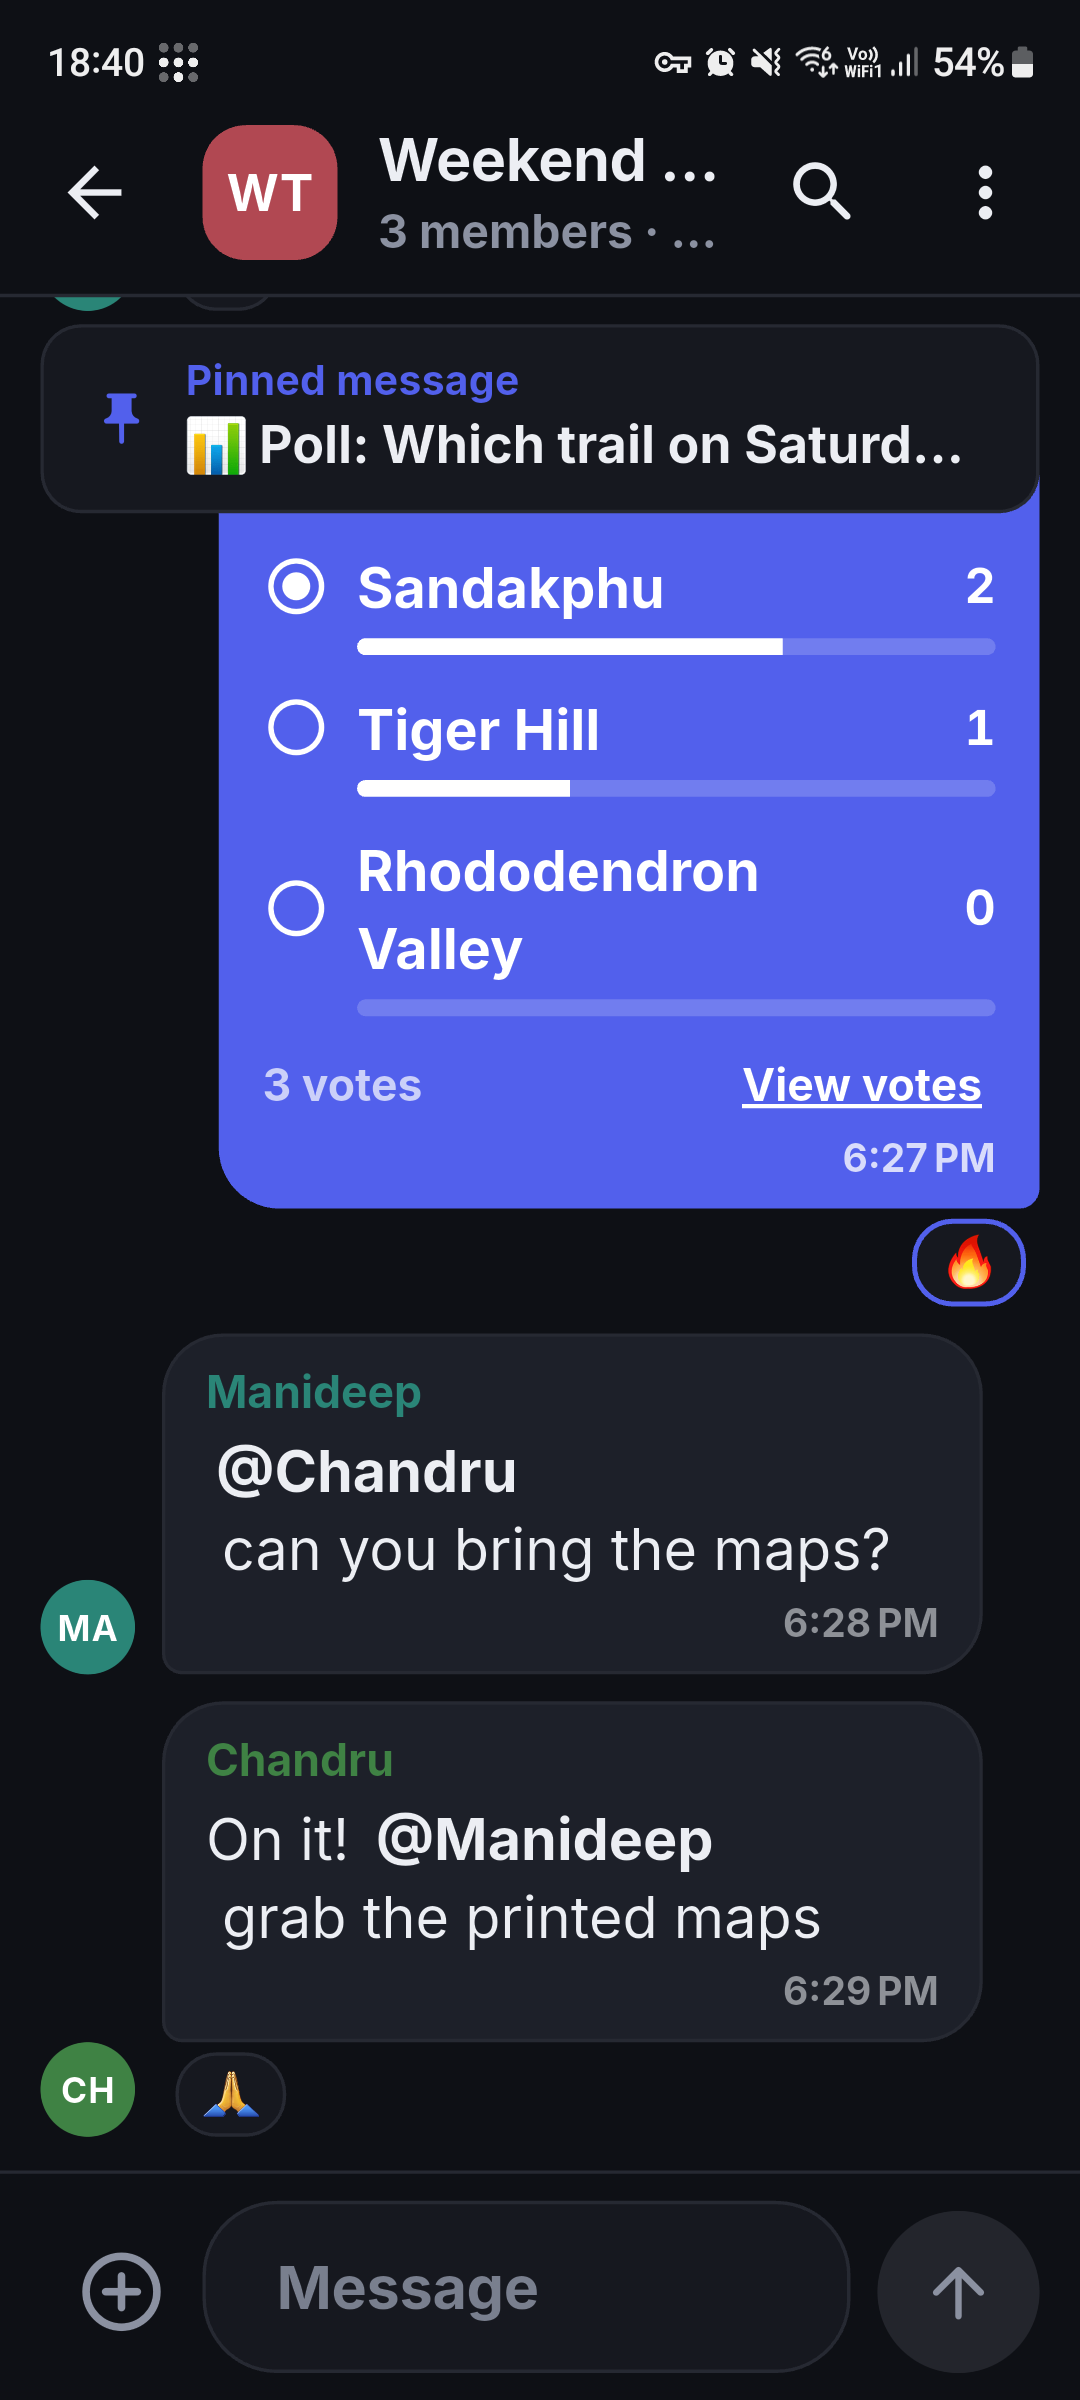 18:40
Vo)) WiFi1 54%
WT
Weekend ...
3 members · ...
Pinned message
📊 Poll: Which trail on Saturd...
Sandakphu 2
Tiger Hill 1
Rhododendron
Valley
0
3 votes View votes
6:27 PM
🔥
Manideep
@Chandru
can you bring the maps?
6:28 PM
MA
Chandru
On it! @Manideep
grab the printed maps
6:29 PM
CH
🙏
Message